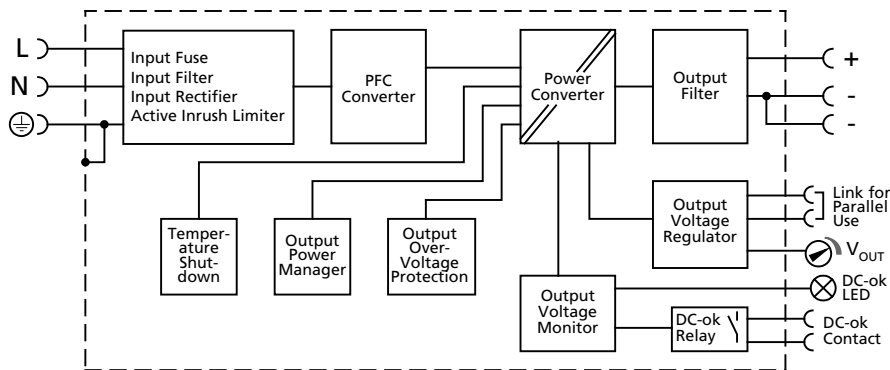 L
N
Input Fuse
Input Filter
Input Rectifier
Active Inrush Limiter
PFC
Converter
Power
Converter
Output
Filter
+
-
-
Temper-
ature
Shut-
down
Output
Power
Manager
Output
Over-
Voltage
Protection
Output
Voltage
Regulator
Link for
Parallel
Use
VOUT
Output
Voltage
Monitor
DC-ok
LED
DC-ok
Relay
DC-ok
Contact